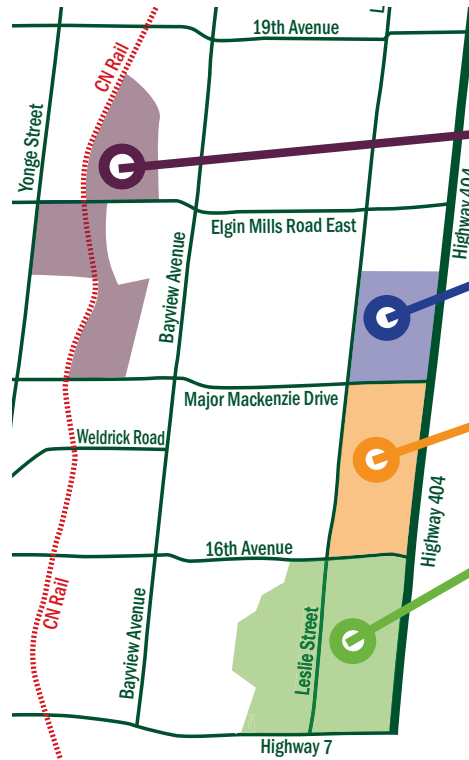 19th Avenue
L
CN Rail
Yonge Street
Highway 404
Elgin Mills Road East
Bayview Avenue
Major Mackenzie Drive
Weldrick Road
Highway 404
16th Avenue
CN Rail
Bayview Avenue
Leslie Street
Highway 7